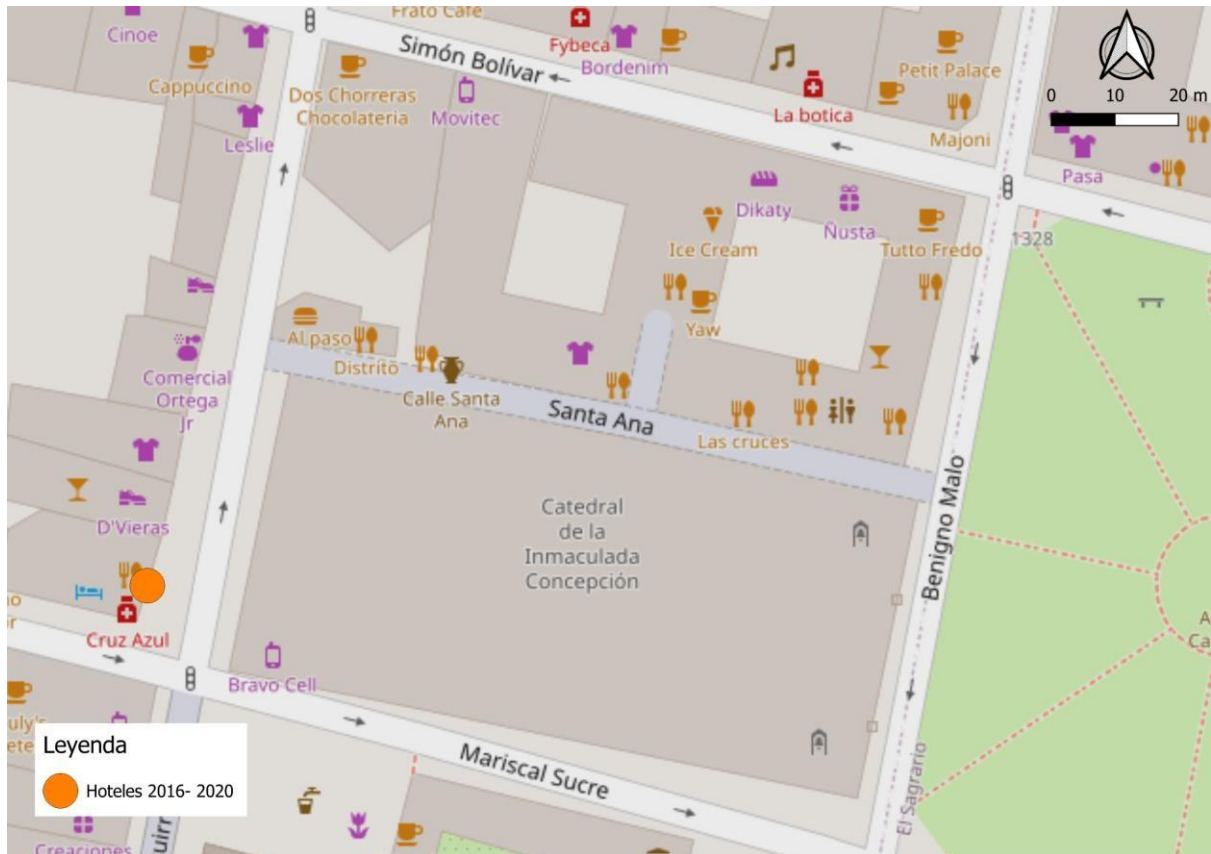 Cinoe
Cappuccino
Leslie
Frato Cafe
Simón Bolívar
Dos Chorreras
Chocolateria
Movitec
Fybeca
Bordenim
La botica
Petit Palace
Majoni
0 10 20 m
Pasa
1328
Dikaty
Ñusta
Ice Cream
Tutto Fredo
Yaw
Al paso
Distrito
Calle Santa
Ana
Santa Ana
Las cruces
Comercial
Ortega
Jr
D'Vieras
Cruz Azul
Catedral
de la
Inmaculada
Concepción
Benigno Malo
Bravo Cell
Mariscal Sucre
El Sagrario
Leyenda
Hoteles 2016- 2020
Creaciones